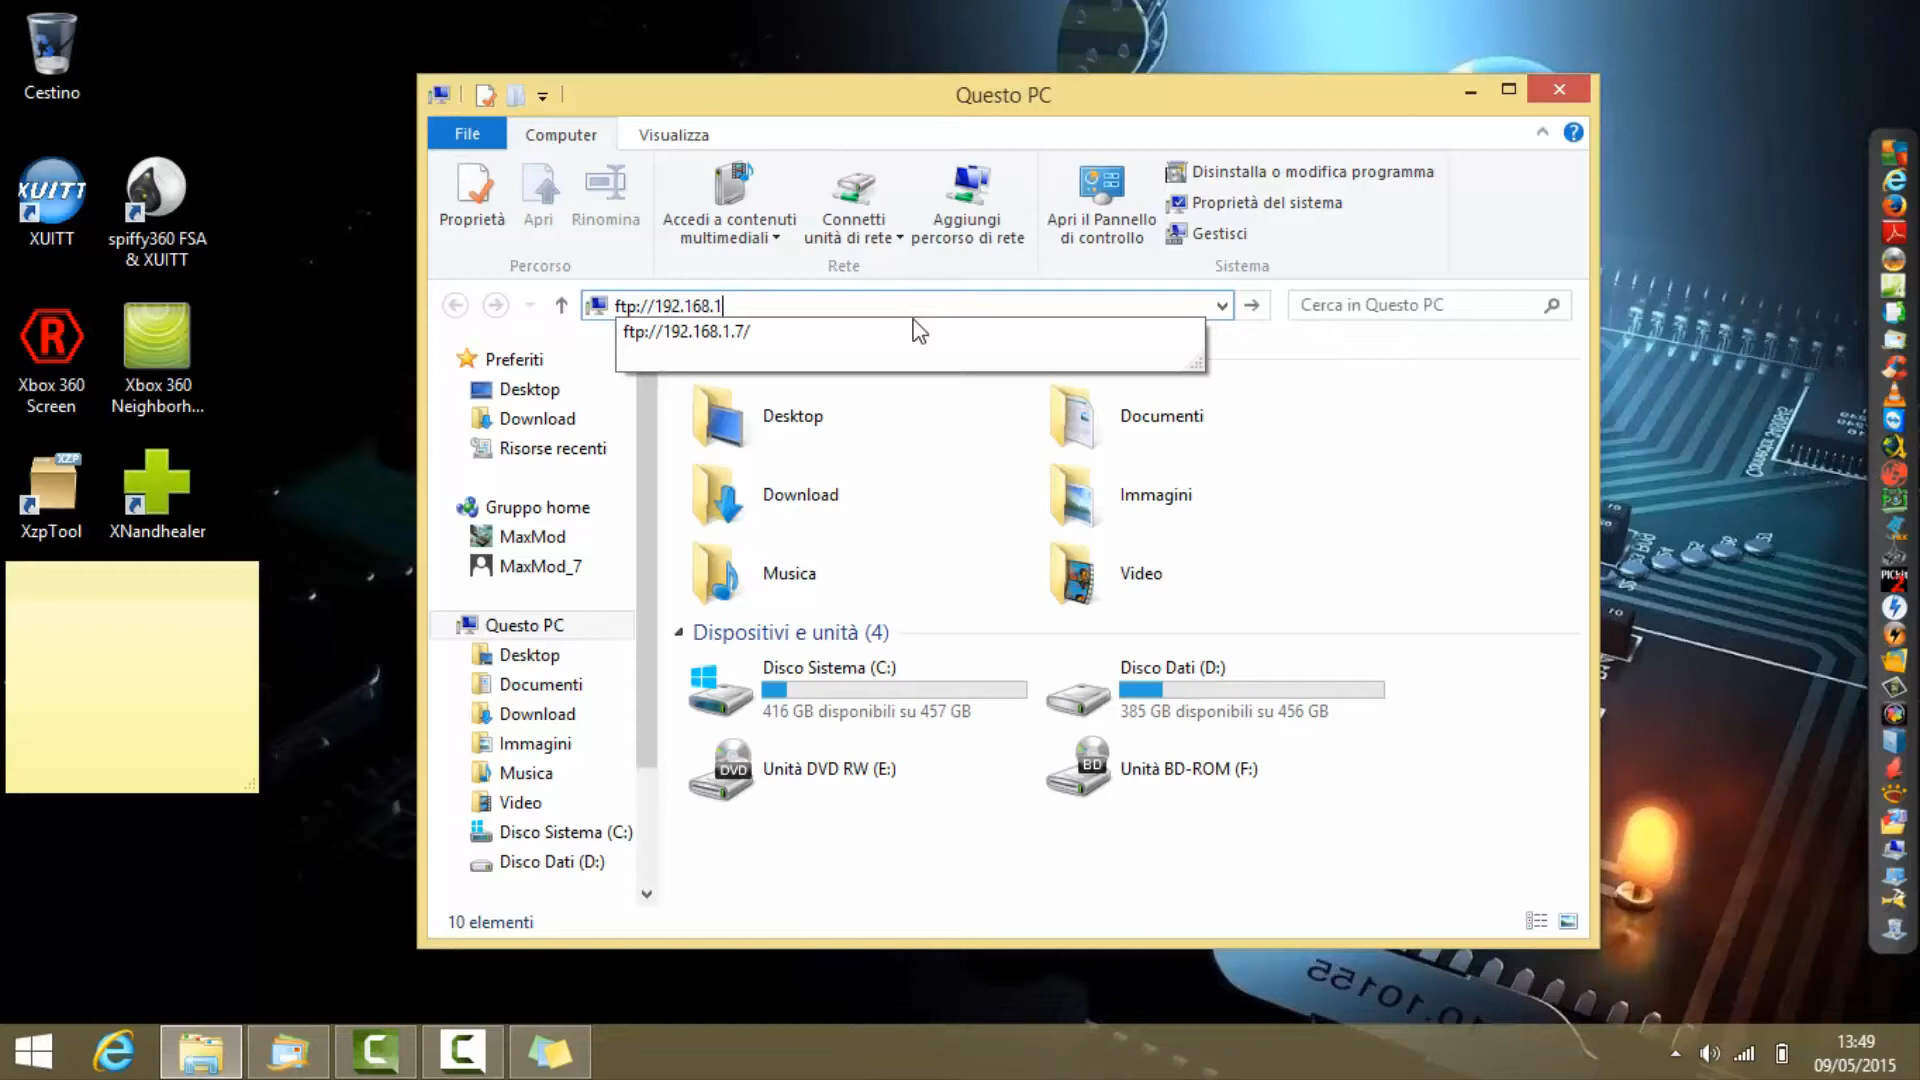 Cestino
XUITT
XUITT
spiffy360 FSA
& XUITT
R
Xbox 360
Screen
Xbox 360
Neighborh...
XZP
XzpTool
XNandhealer
Questo PC
File
Computer
Visualizza
Proprietà
Apri
Rinomina
Percorso
Accedi a contenuti
multimediali
Connetti
unità di rete
Aggiungi
percorso di rete
Rete
Apri il Pannello
di controllo
Disinstalla o modifica programma
Proprietà del sistema
Gestisci
Sistema
ftp://192.168.1
Cerca in Questo PC
ftp://192.168.1.7/
Preferiti
Desktop
Download
Risorse recenti
Gruppo home
MaxMod
MaxMod_7
Questo PC
Desktop
Documenti
Download
Immagini
Musica
Video
Disco Sistema (C:)
Disco Dati (D:)
Desktop
Documenti
Download
Immagini
Musica
Video
Dispositivi e unità (4)
Disco Sistema (C:)
416 GB disponibili su 457 GB
Disco Dati (D:)
385 GB disponibili su 456 GB
DVD
Unità DVD RW (E:)
BD
Unità BD-ROM (F:)
10 elementi
13:49
09/05/2015